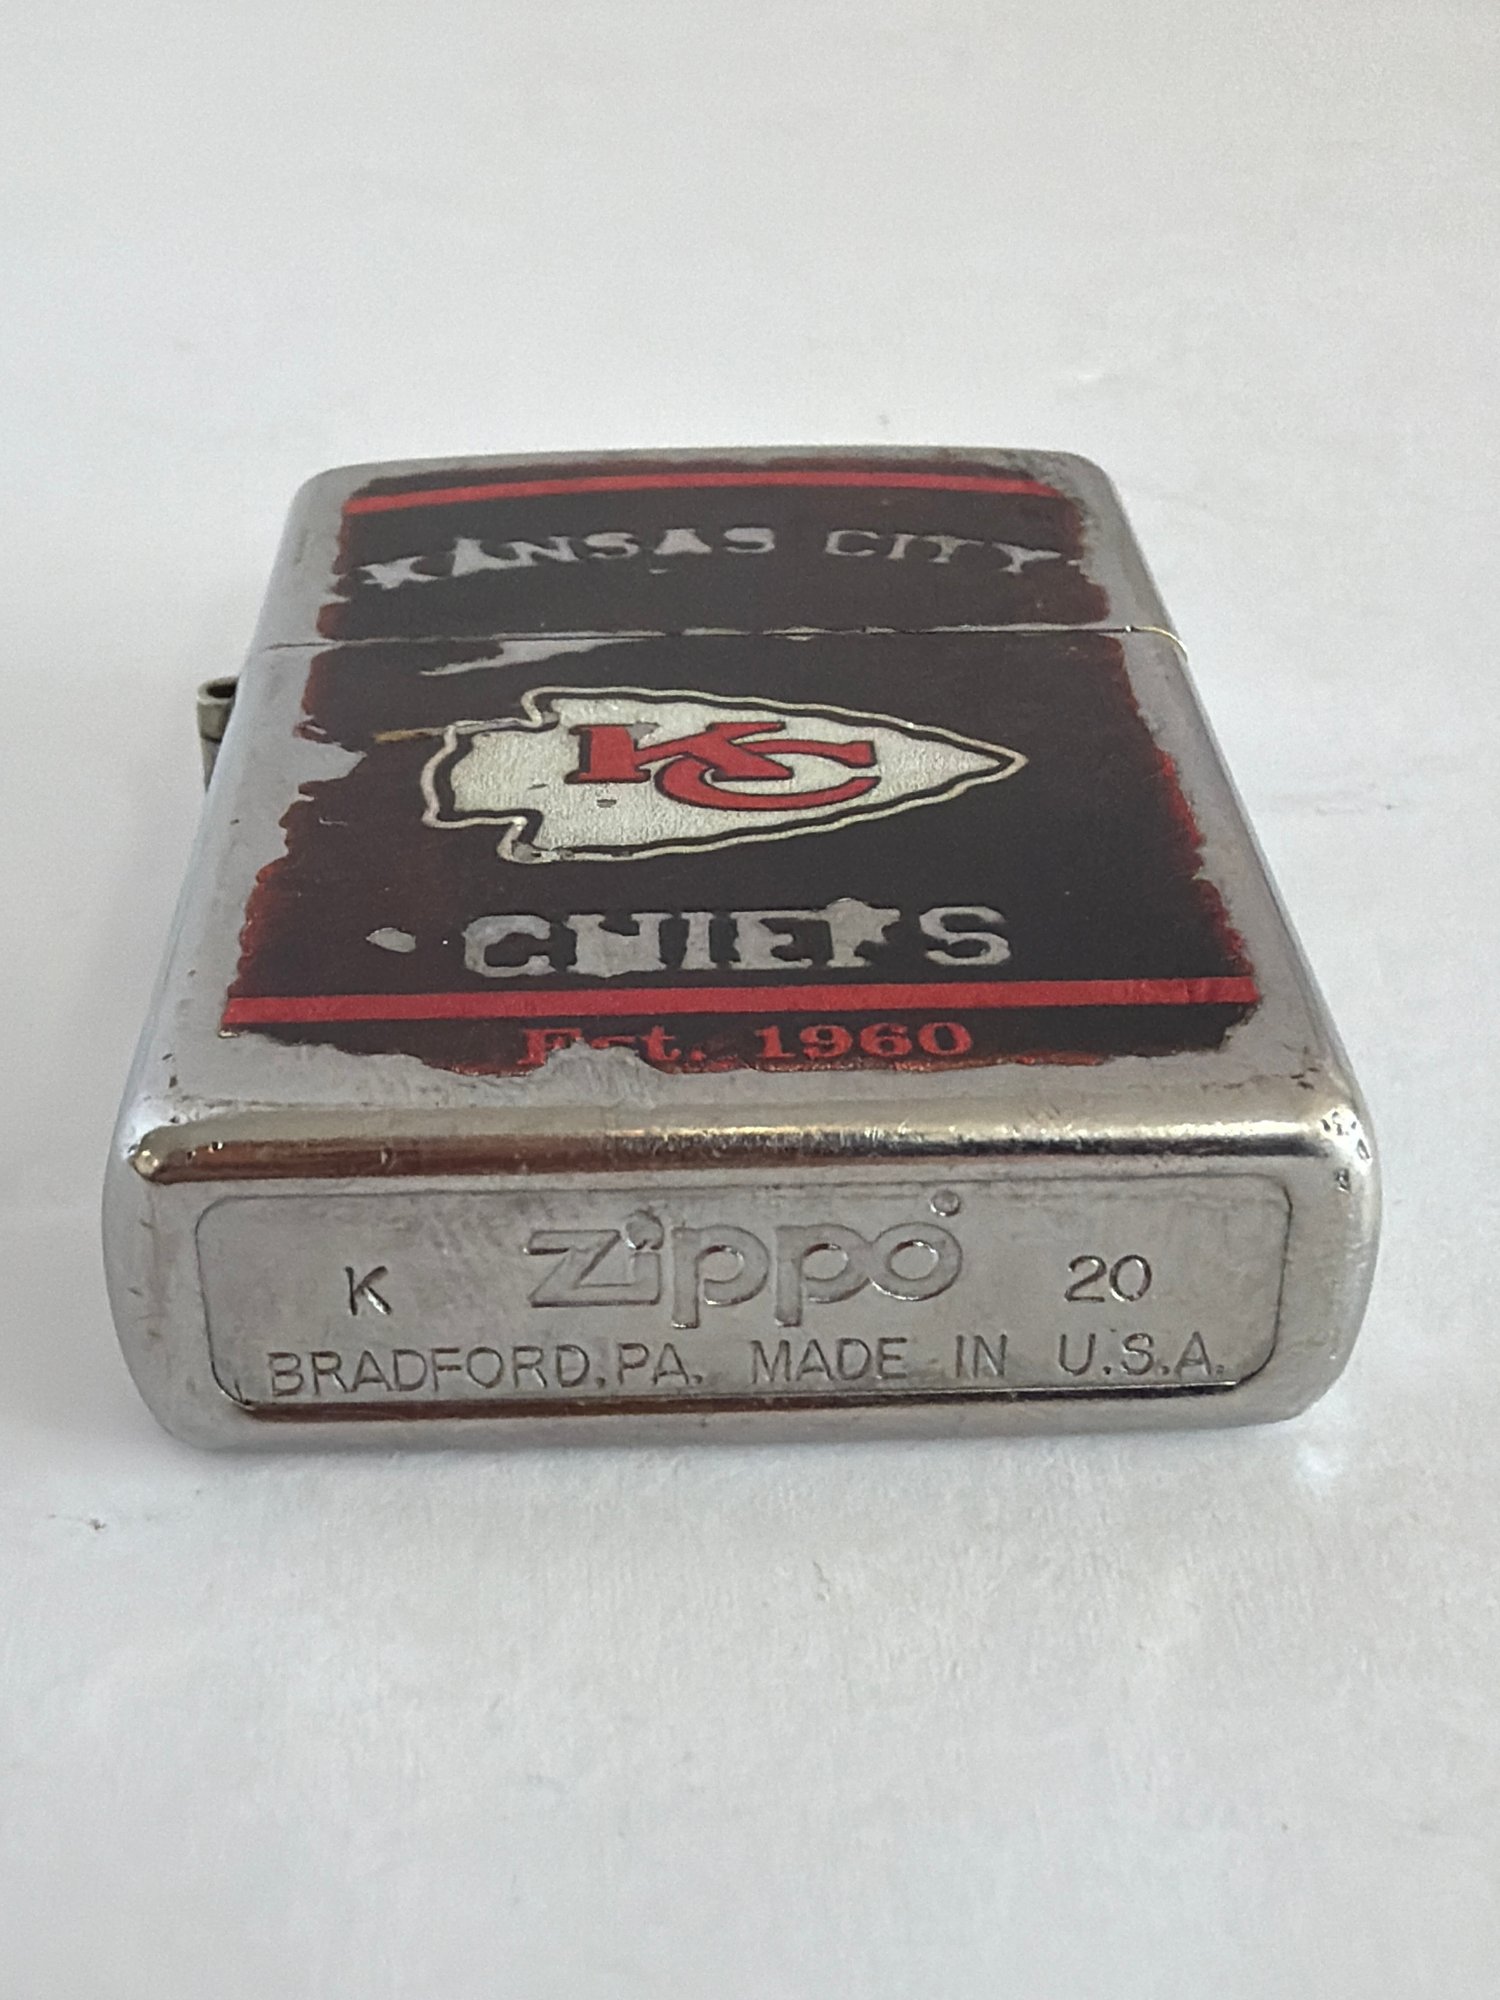 KANSAS CITY
KC
CHIEFS
Est. 1960
K zippo 20
BRADFORD, PA. MADE IN U.S.A.